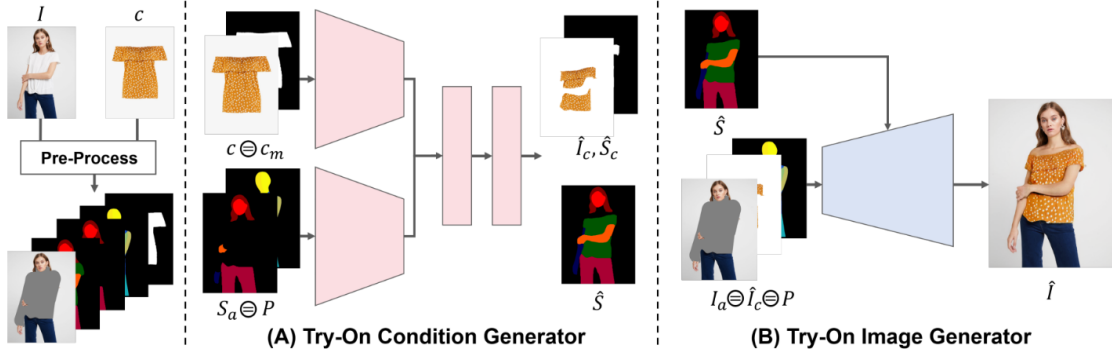 I
c
Pre-Process
c ⊜ c_m
S_a ⊜ P
Î_c, Ŝ_c
Ŝ
(A) Try-On Condition Generator
Ŝ
I_a ⊜ Î_c ⊜ P
Î
(B) Try-On Image Generator